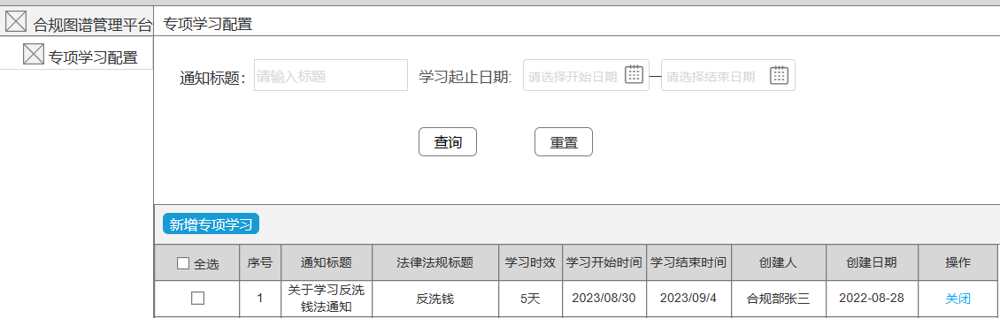 合规图谱管理平台
专项学习配置
专项学习配置
通知标题： 请输入标题 学习起止日期: 请选择开始日期 — 请选择结束日期
查询 重置
新增专项学习
全选 序号 通知标题 法律法规标题 学习时效 学习开始时间 学习结束时间 创建人 创建日期 操作
1 关于学习反洗 反洗钱 5天 2023/08/30 2023/09/4 合规部张三 2022-08-28 关闭
钱法通知